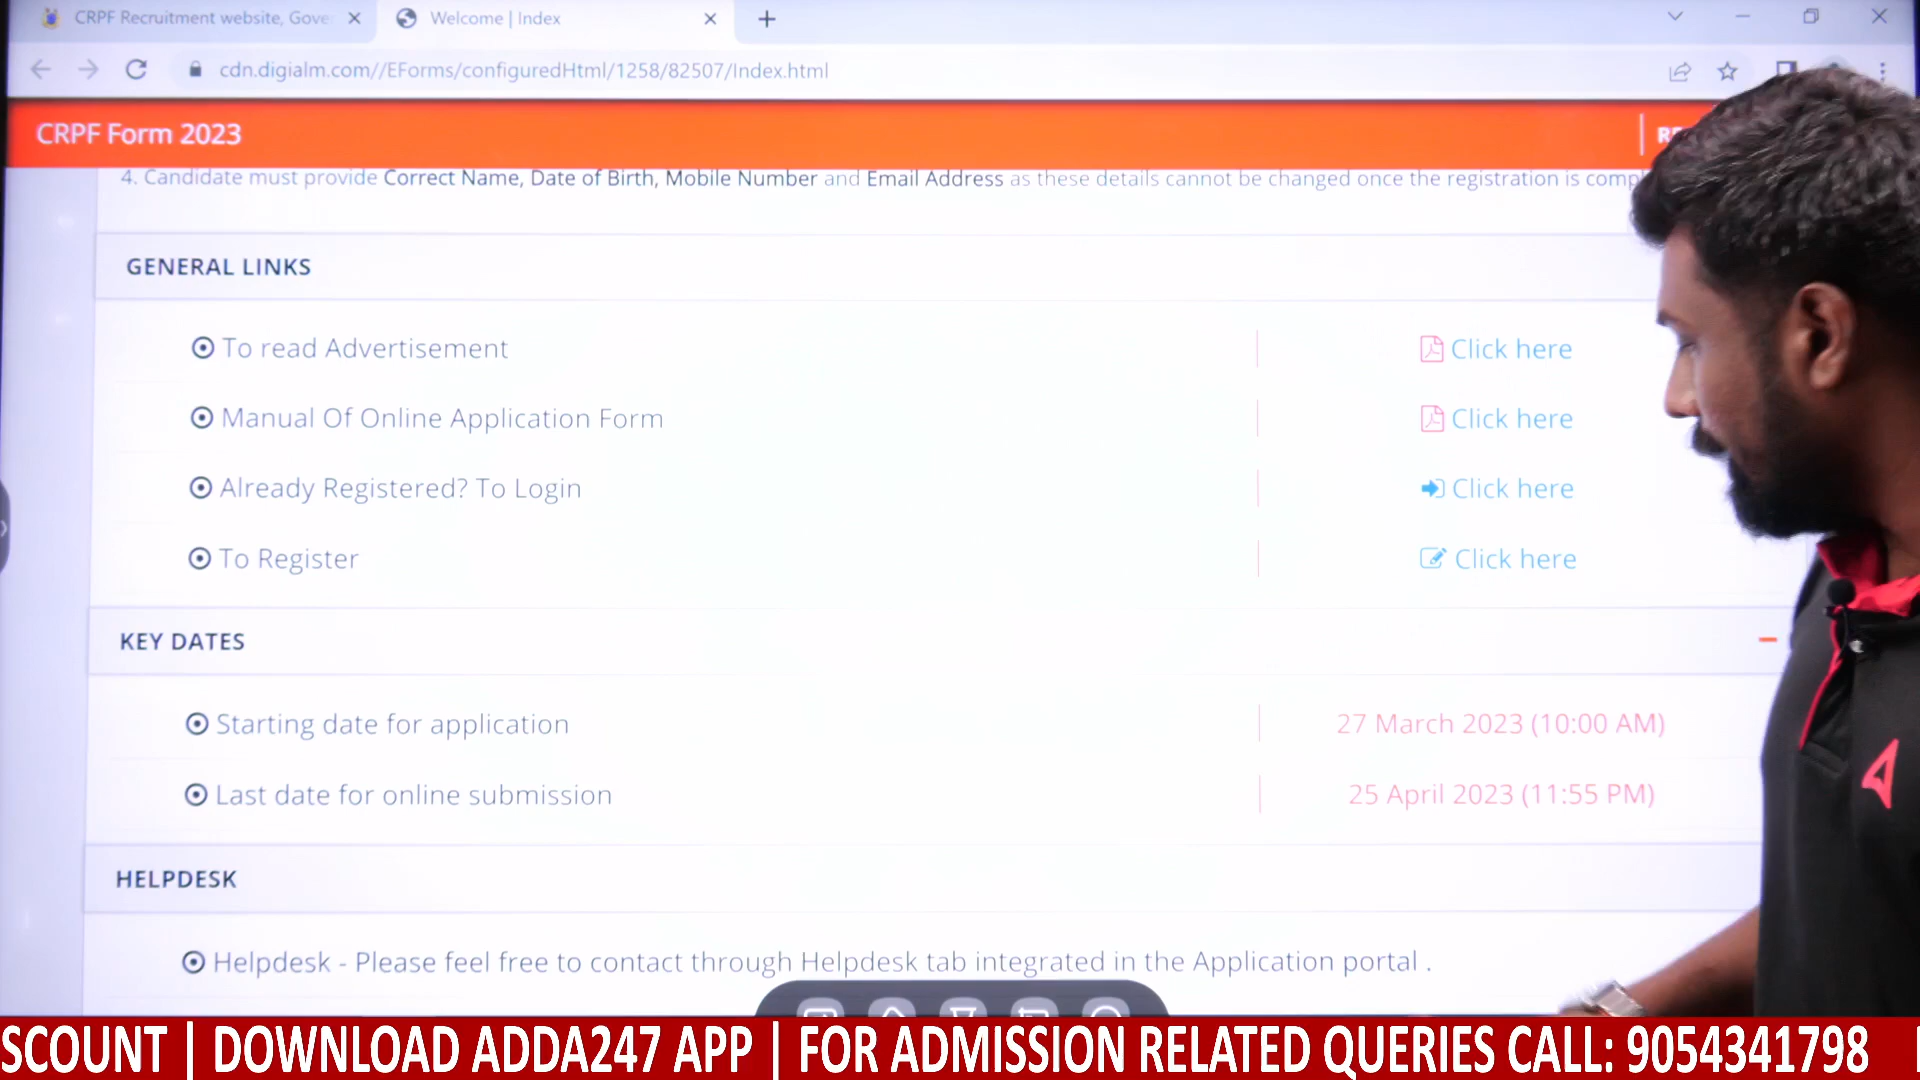 CRPF Recruitment website, Gove
Welcome | Index
cdn.digialm.com//EForms/configuredHtml/1258/82507/Index.html
CRPF Form 2023
4. Candidate must provide Correct Name, Date of Birth, Mobile Number and Email Address as these details cannot be changed once the registration is comp
GENERAL LINKS
To read Advertisement Click here
Manual Of Online Application Form Click here
Already Registered? To Login Click here
To Register Click here
KEY DATES
Starting date for application 27 March 2023 (10:00 AM)
Last date for online submission 25 April 2023 (11:55 PM)
HELPDESK
Helpdesk - Please feel free to contact through Helpdesk tab integrated in the Application portal .
SCOUNT | DOWNLOAD ADDA247 APP | FOR ADMISSION RELATED QUERIES CALL: 9054341798